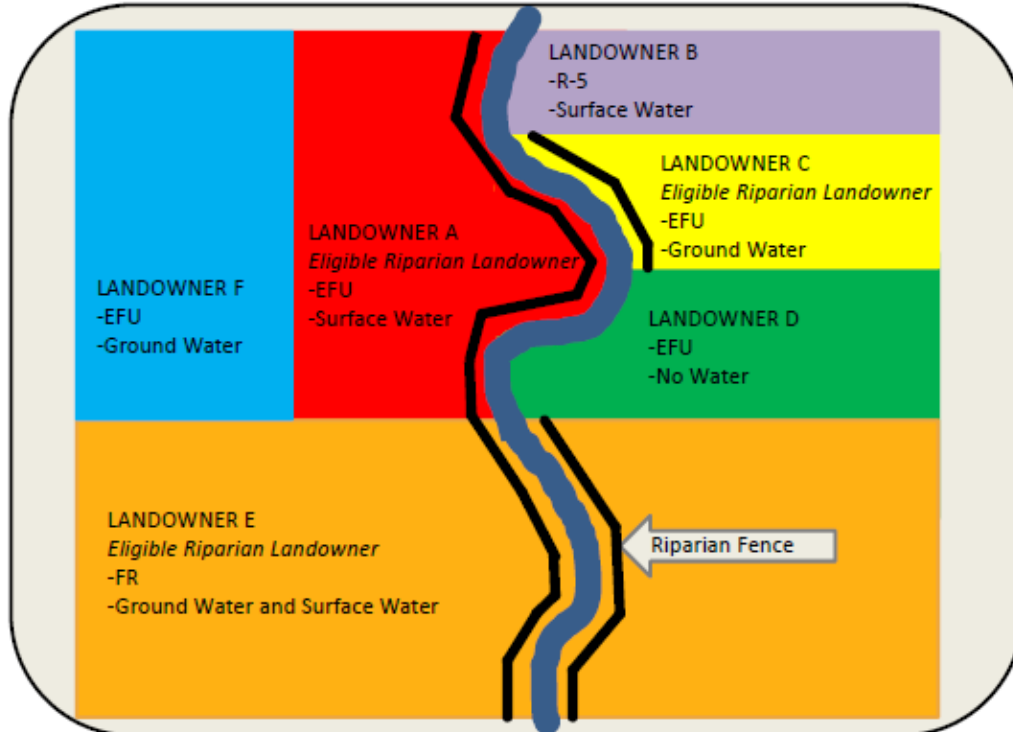 LANDOWNER B
-R-5
-Surface Water
LANDOWNER C
Eligible Riparian Landowner
-EFU
-Ground Water
LANDOWNER A
Eligible Riparian Landowner
-EFU
-Surface Water
LANDOWNER F
-EFU
-Ground Water
LANDOWNER D
-EFU
-No Water
LANDOWNER E
Eligible Riparian Landowner
-FR
-Ground Water and Surface Water
Riparian Fence